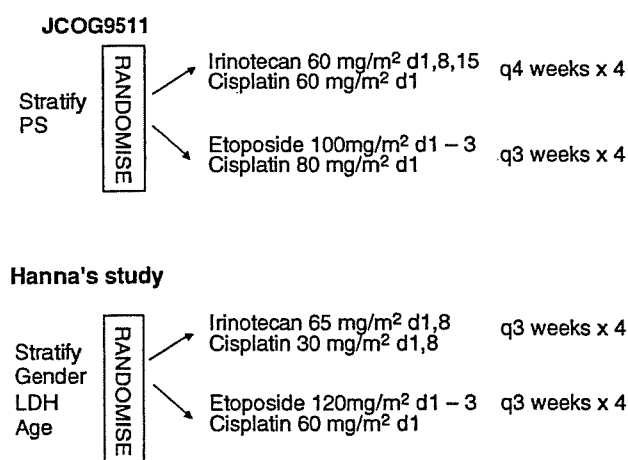 JCOG9511
Stratify
PS
RANDOMISE
Irinotecan 60 mg/m² d1,8,15
Cisplatin 60 mg/m² d1
q4 weeks x 4
Etoposide 100mg/m² d1 – 3
Cisplatin 80 mg/m² d1
q3 weeks x 4
Hanna's study
Stratify
Gender
LDH
Age
RANDOMISE
Irinotecan 65 mg/m² d1,8
Cisplatin 30 mg/m² d1,8
q3 weeks x 4
Etoposide 120mg/m² d1 – 3
Cisplatin 60 mg/m² d1
q3 weeks x 4